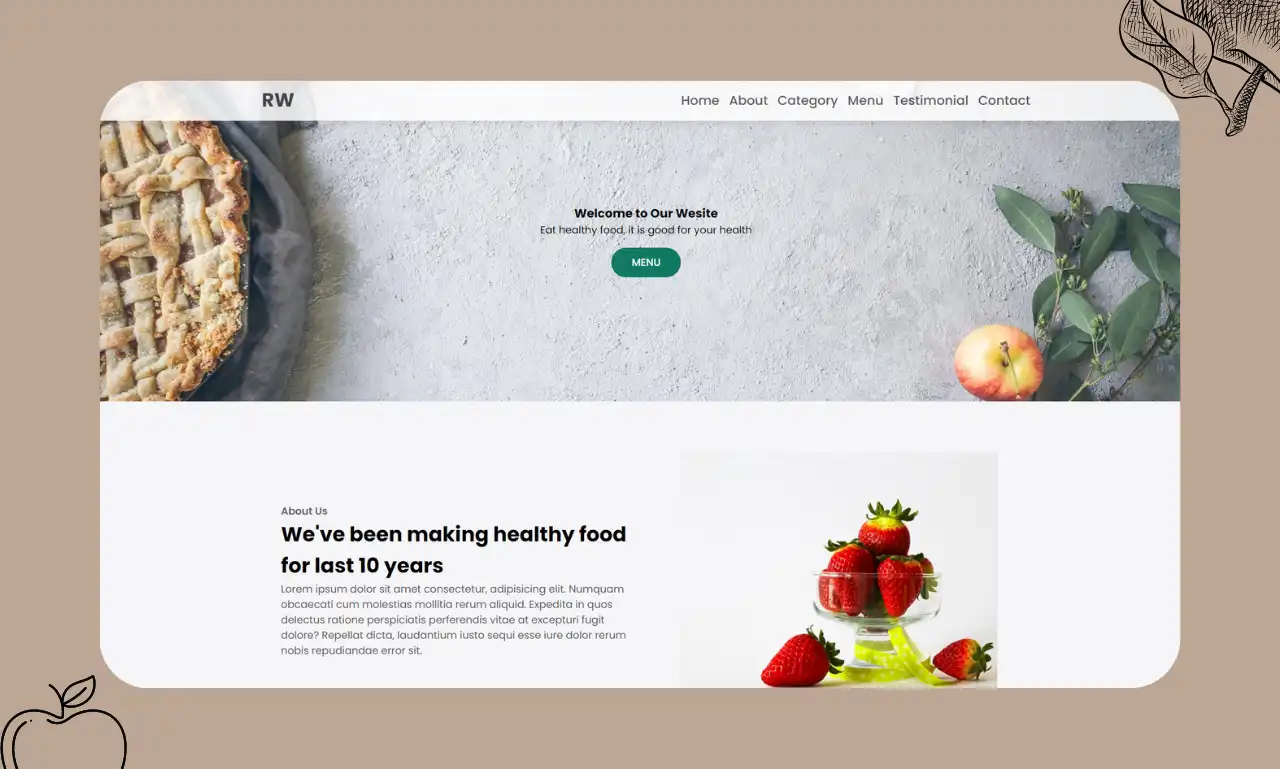 RW
Home About Category Menu Testimonial Contact
Welcome to Our Wesite
Eat healthy food, it is good for your health
MENU
About Us
We've been making healthy food
for last 10 years
Lorem ipsum dolor sit amet consectetur, adipisicing elit. Numquam
obcaecati cum molestias mollitia rerum aliquid. Expedita in quos
delectus ratione perspiciatis perferendis vitae at excepturi fugit
dolore? Repellat dicta, laudantium iusto sequi esse iure dolor rerum
nobis repudiandae error sit.